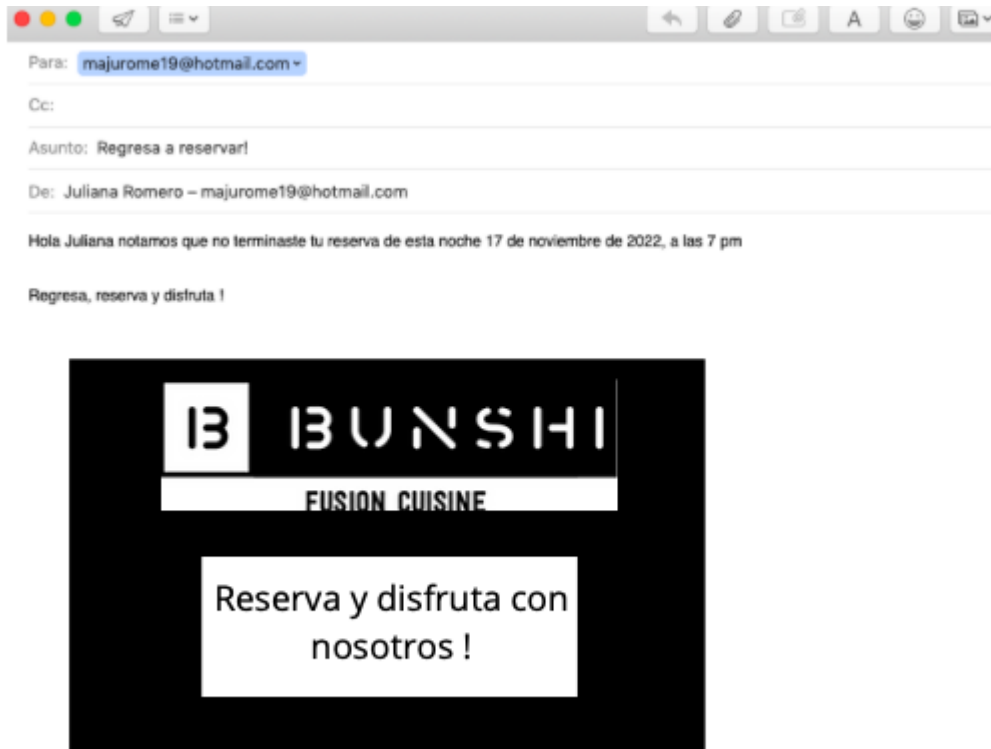 Para: majurome19@hotmail.com
Cc:
Asunto: Regresa a reservar!
De: Juliana Romero – majurome19@hotmail.com
Hola Juliana notamos que no terminaste tu reserva de esta noche 17 de noviembre de 2022, a las 7 pm
Regresa, reserva y disfruta !
B BUNSHI
FUSION CUISINE
Reserva y disfruta con
nosotros !